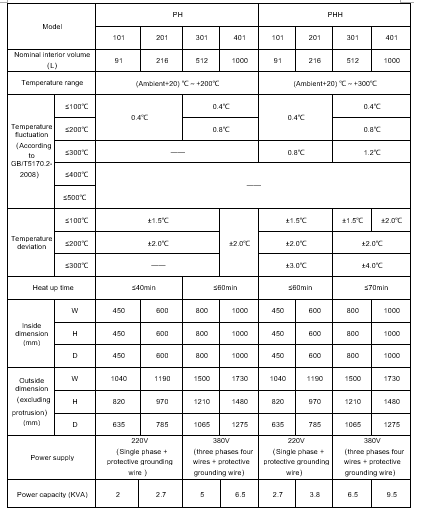 Model PH PHH
101 201 301 401 101 201 301 401
Nominal interior volume (L) 91 216 512 1000 91 216 512 1000
Temperature range (Ambient+20) ℃ ~ +200℃ (Ambient+20) ℃ ~ +300℃
Temperature
fluctuation
(According
to
GB/T5170.2-
2008)
≤100℃ 0.4℃ 0.4℃ 0.4℃ 0.4℃
≤200℃ 0.8℃ 0.8℃
≤300℃ —— 0.8℃ 1.2℃
≤400℃ ——
≤500℃
Temperature
deviation
≤100℃ ±1.5℃ ±2.0℃ ±1.5℃ ±1.5℃ ±2.0℃
≤200℃ ±2.0℃ ±2.0℃ ±2.0℃
≤300℃ —— ±3.0℃ ±4.0℃
Heat up time ≤40min ≤60min ≤60min ≤70min
Inside
dimension
(mm)
W 450 600 800 1000 450 600 800 1000
H 450 600 800 1000 450 600 800 1000
D 450 600 800 1000 450 600 800 1000
Outside
dimension
(excluding
protrusion)
(mm)
W 1040 1190 1500 1730 1040 1190 1500 1730
H 820 970 1210 1480 820 970 1210 1480
D 635 785 1065 1275 635 785 1065 1275
Power supply
220V
(Single phase +
protective grounding
wire )
380V
(three phases four
wires + protective
grounding wire)
220V
(Single phase +
protective grounding
wire)
380V
(three phases four
wires + protective
grounding wire)
Power capacity (KVA) 2 2.7 5 6.5 2.7 3.8 6.5 9.5